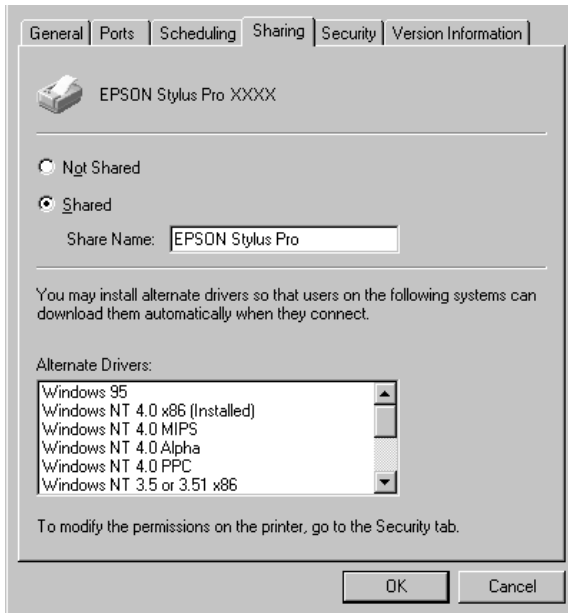 General Ports Scheduling Sharing Security Version Information
EPSON Stylus Pro XXXX
Not Shared
Shared
Share Name: EPSON Stylus Pro
You may install alternate drivers so that users on the following systems can
download them automatically when they connect.
Alternate Drivers:
Windows 95
Windows NT 4.0 x86 (Installed)
Windows NT 4.0 MIPS
Windows NT 4.0 Alpha
Windows NT 4.0 PPC
Windows NT 3.5 or 3.51 x86
To modify the permissions on the printer, go to the Security tab.
OK Cancel